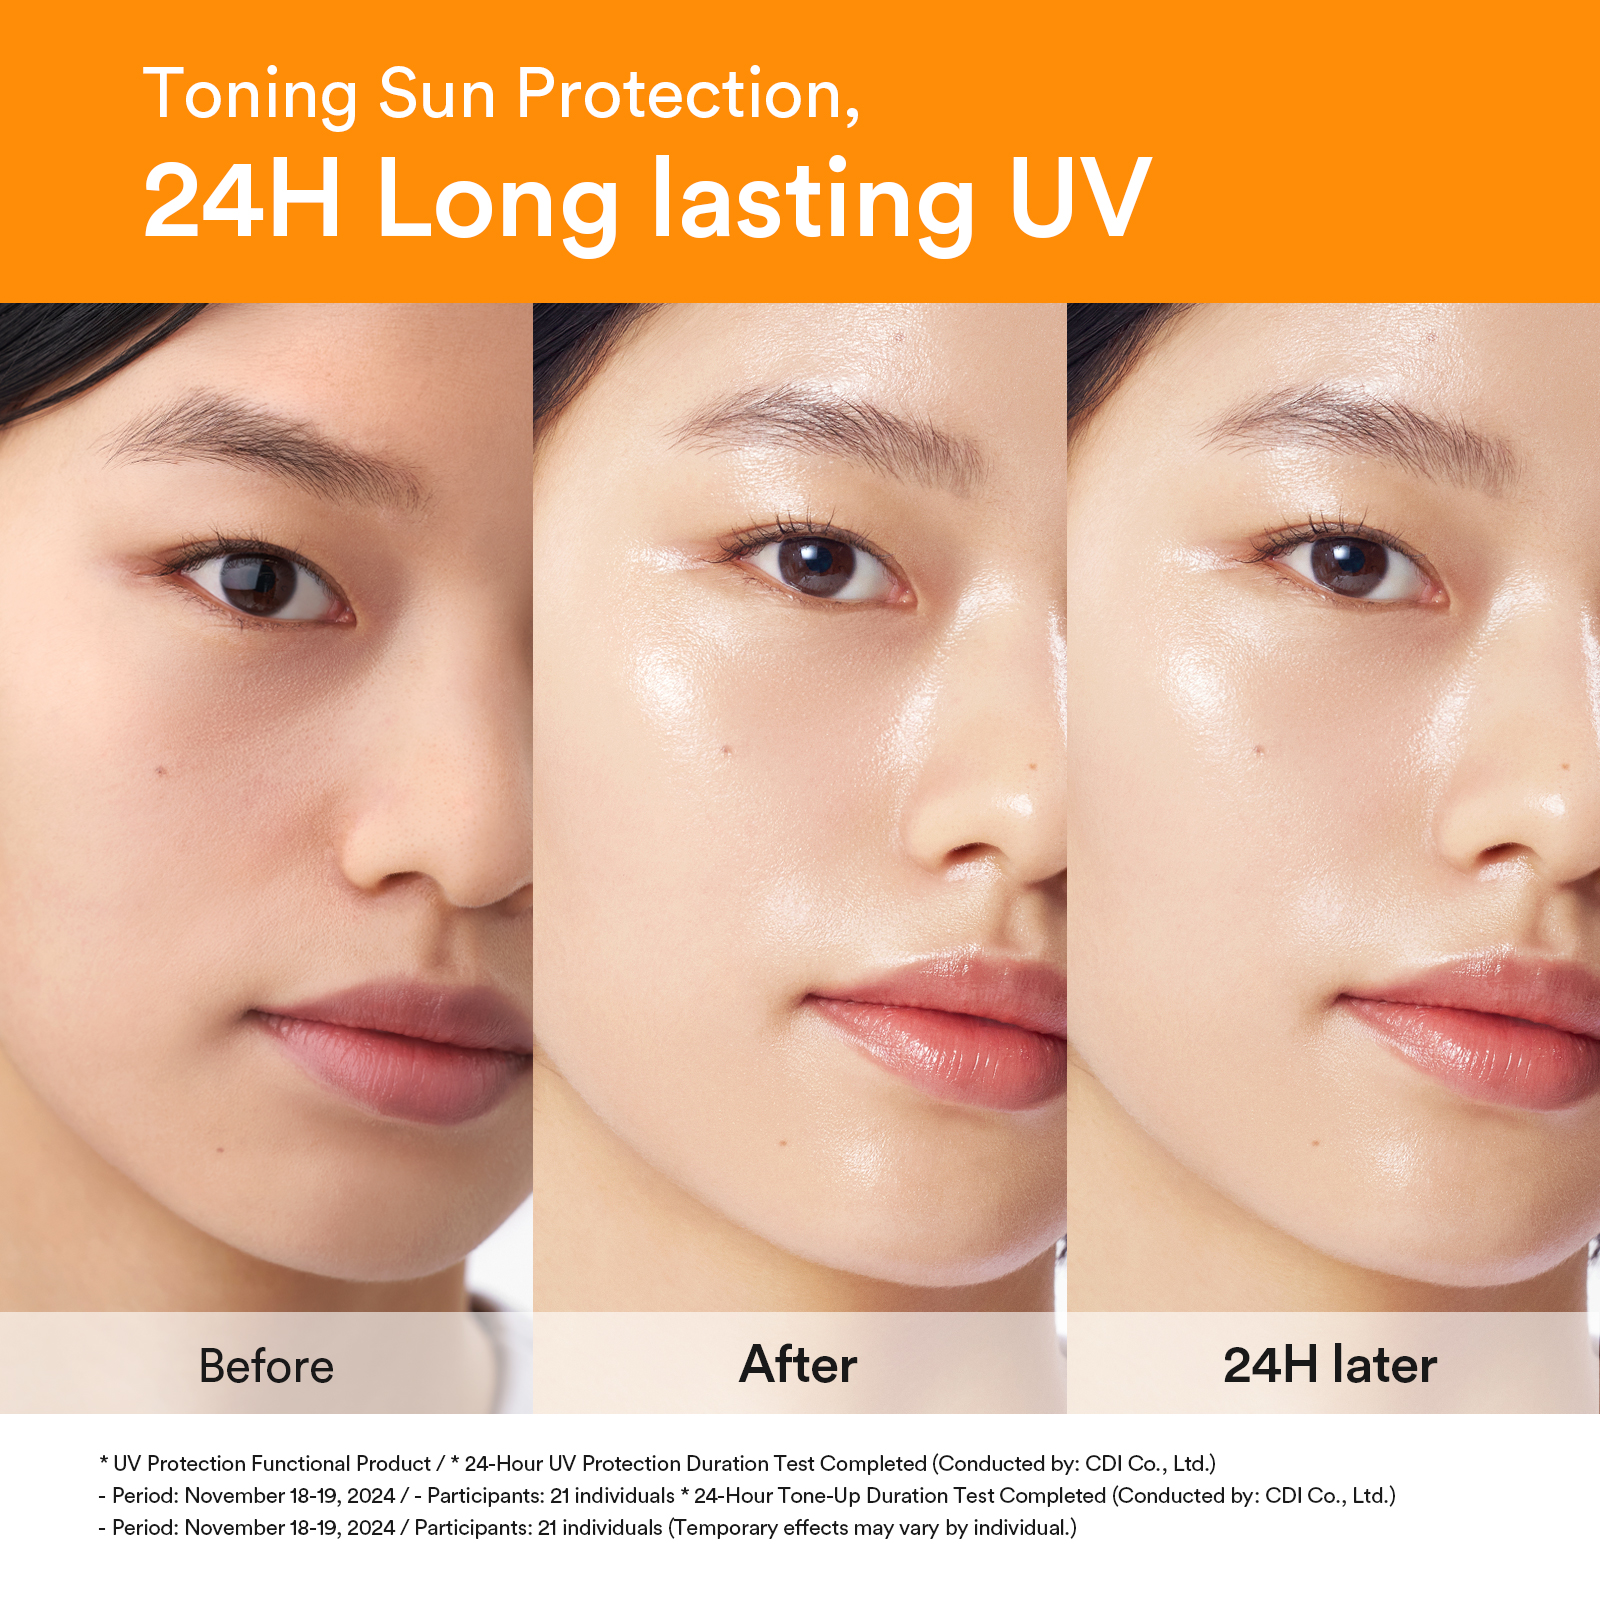 Toning Sun Protection,
24H Long lasting UV
Before
After
24H later
* UV Protection Functional Product / * 24-Hour UV Protection Duration Test Completed (Conducted by: CDI Co., Ltd.)
- Period: November 18-19, 2024 / - Participants: 21 individuals * 24-Hour Tone-Up Duration Test Completed (Conducted by: CDI Co., Ltd.)
- Period: November 18-19, 2024 / Participants: 21 individuals (Temporary effects may vary by individual.)